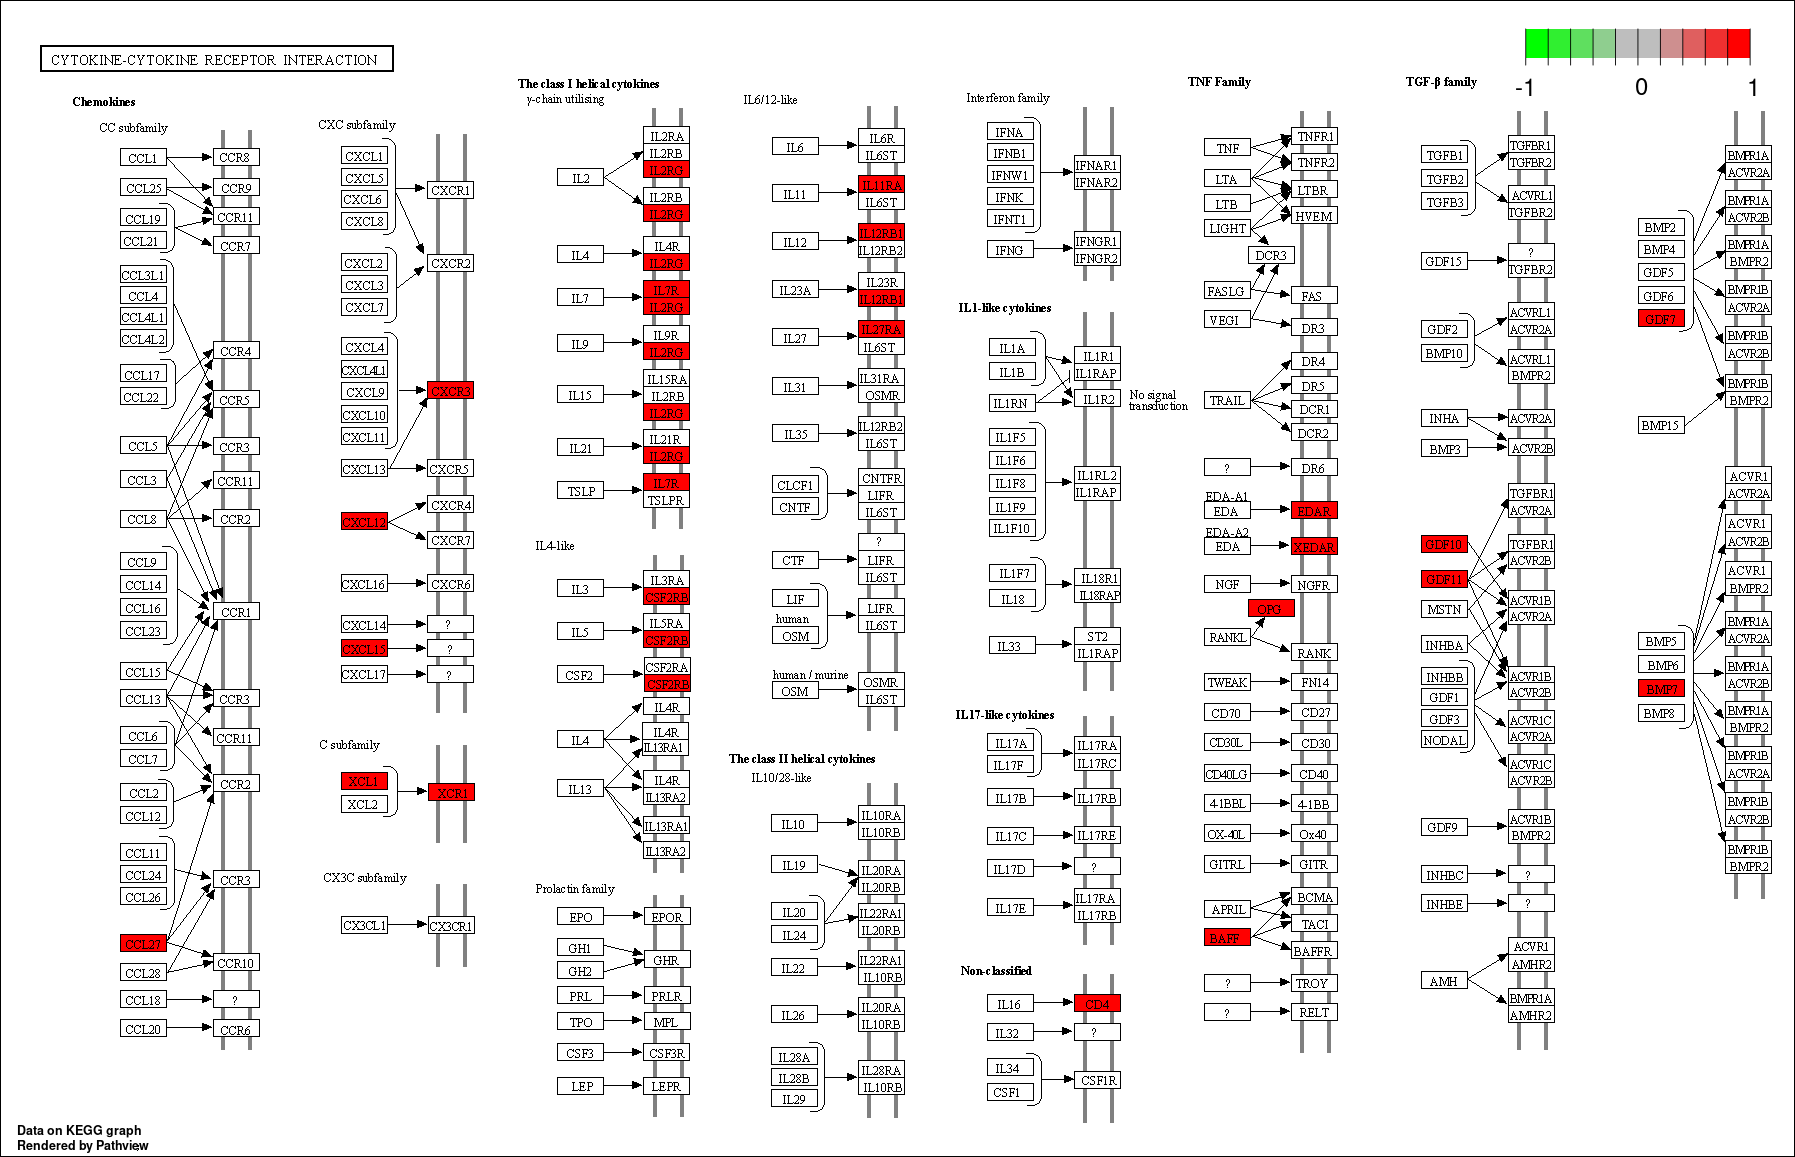 CYTOKINE-CYTOKINE RECEPTOR INTERACTION
-1
0
1
Chemokines
CC subfamily
CCL1
CCR8
CCL25
CCR9
CCL19
CCR11
CCL21
CCR7
CCL3L1
CCL4
CCL4L1
CCL4L2
CCR4
CCL17
CCL22
CCR5
CCL5
CCR3
CCL3
CCR11
CCL8
CCR2
CCL9
CCL14
CCL16
CCL23
CCR1
CCL15
CCL13
CCR3
CCL6
CCR11
CCL7
CCR2
CCL2
CCL12
CCL11
CCL24
CCL26
CCR3
CCL27
CCR10
CCL28
CCL18
?
CCL20
CCR6
CXC subfamily
CXCL1
CXCL5
CXCL6
CXCL8
CXCR1
CXCL2
CXCL3
CXCL7
CXCR2
CXCL4
CXCL4L1
CXCL9
CXCL10
CXCL11
CXCR3
CXCL13
CXCR5
CXCL12
CXCR4
CXCR7
CXCL16
CXCR6
CXCL14
?
CXCL15
?
CXCL17
?
C subfamily
XCL1
XCL2
XCR1
CX3C subfamily
CX3CL1
CX3CR1
The class I helical cytokines
γ-chain utilising
IL2
IL2RA
IL2RB
IL2RG
IL2RB
IL2RG
IL4
IL4R
IL2RG
IL7
IL7R
IL2RG
IL9
IL9R
IL2RG
IL15
IL15RA
IL2RB
IL2RG
IL21
IL21R
IL2RG
TSLP
IL7R
TSLPR
IL4-like
IL3
IL3RA
CSF2RB
IL5
IL5RA
CSF2RB
CSF2
CSF2RA
CSF2RB
IL4R
IL4
IL4R
IL13RA1
IL13
IL4R
IL13RA2
IL13RA1
IL13RA2
Prolactin family
EPO
EPOR
GH1
GH2
GHR
PRL
PRLR
TPO
MPL
CSF3
CSF3R
LEP
LEPR
IL6/12-like
IL6
IL6R
IL6ST
IL11
IL11RA
IL6ST
IL12
IL12RB1
IL12RB2
IL23A
IL23R
IL12RB1
IL27
IL27RA
IL6ST
IL31
IL31RA
OSMR
IL35
IL12RB2
IL6ST
CLCF1
CNTF
CNTFR
LIFR
IL6ST
CTF
?
LIFR
IL6ST
LIF
human
OSM
LIFR
IL6ST
human / murine
OSM
OSMR
IL6ST
The class II helical cytokines
IL10/28-like
IL10
IL10RA
IL10RB
IL19
IL20RA
IL20RB
IL20
IL24
IL22RA1
IL20RB
IL22
IL22RA1
IL10RB
IL26
IL20RA
IL10RB
IL28A
IL28B
IL29
IL28RA
IL10RB
Interferon family
IFNA
IFNB1
IFNW1
IFNK
IFNT1
IFNAR1
IFNAR2
IFNG
IFNGR1
IFNGR2
IL1-like cytokines
IL1A
IL1B
IL1RN
IL1R1
IL1RAP
IL1R2
No signal
transduction
IL1F5
IL1F6
IL1F8
IL1F9
IL1F10
IL1RL2
IL1RAP
IL1F7
IL18
IL18R1
IL18RAP
IL33
ST2
IL1RAP
IL17-like cytokines
IL17A
IL17F
IL17RA
IL17RC
IL17B
IL17RB
IL17C
IL17RE
IL17D
?
IL17E
IL17RA
IL17RB
Non-classified
IL16
CD4
IL32
?
IL34
CSF1
CSF1R
TNF Family
TNF
TNFR1
TNFR2
LTA
LTBR
LTB
HVEM
LIGHT
DCR3
FASLG
FAS
VEGI
DR3
DR4
DR5
TRAIL
DCR1
DCR2
?
DR6
EDA-A1
EDA
EDAR
EDA-A2
EDA
XEDAR
NGF
NGFR
OPG
RANKL
RANK
TWEAK
FN14
CD70
CD27
CD30L
CD30
CD40LG
CD40
4-1BBL
4-1BB
OX-40L
Ox40
GITRL
GITR
APRIL
BCMA
TACI
BAFF
BAFFR
?
TROY
?
RELT
TGF-β family
TGFB1
TGFB2
TGFB3
TGFBR1
TGFBR2
ACVRL1
TGFBR2
GDF15
?
TGFBR2
GDF2
BMP10
ACVRL1
ACVR2A
ACVRL1
BMPR2
INHA
ACVR2A
BMP3
ACVR2B
TGFBR1
ACVR2A
GDF10
TGFBR1
ACVR2B
GDF11
MSTN
ACVR1B
ACVR2A
INHBA
INHBB
GDF1
GDF3
NODAL
ACVR1B
ACVR2B
ACVR1C
ACVR2A
ACVR1C
ACVR2B
GDF9
ACVR1B
BMPR2
INHBC
?
INHBE
?
AMH
ACVR1
AMHR2
BMPR1A
AMHR2
BMP2
BMP4
GDF5
GDF6
GDF7
BMP15
BMPR1A
ACVR2A
BMPR1A
ACVR2B
BMPR1A
BMPR2
BMPR1B
ACVR2A
BMPR1B
ACVR2B
BMPR1B
BMPR2
BMP5
BMP6
BMP7
BMP8
ACVR1
ACVR2A
ACVR1
ACVR2B
ACVR1
BMPR2
BMPR1A
ACVR2A
BMPR1A
ACVR2B
BMPR1A
BMPR2
BMPR1B
ACVR2A
BMPR1B
ACVR2B
BMPR1B
BMPR2
Data on KEGG graph
Rendered by Pathview